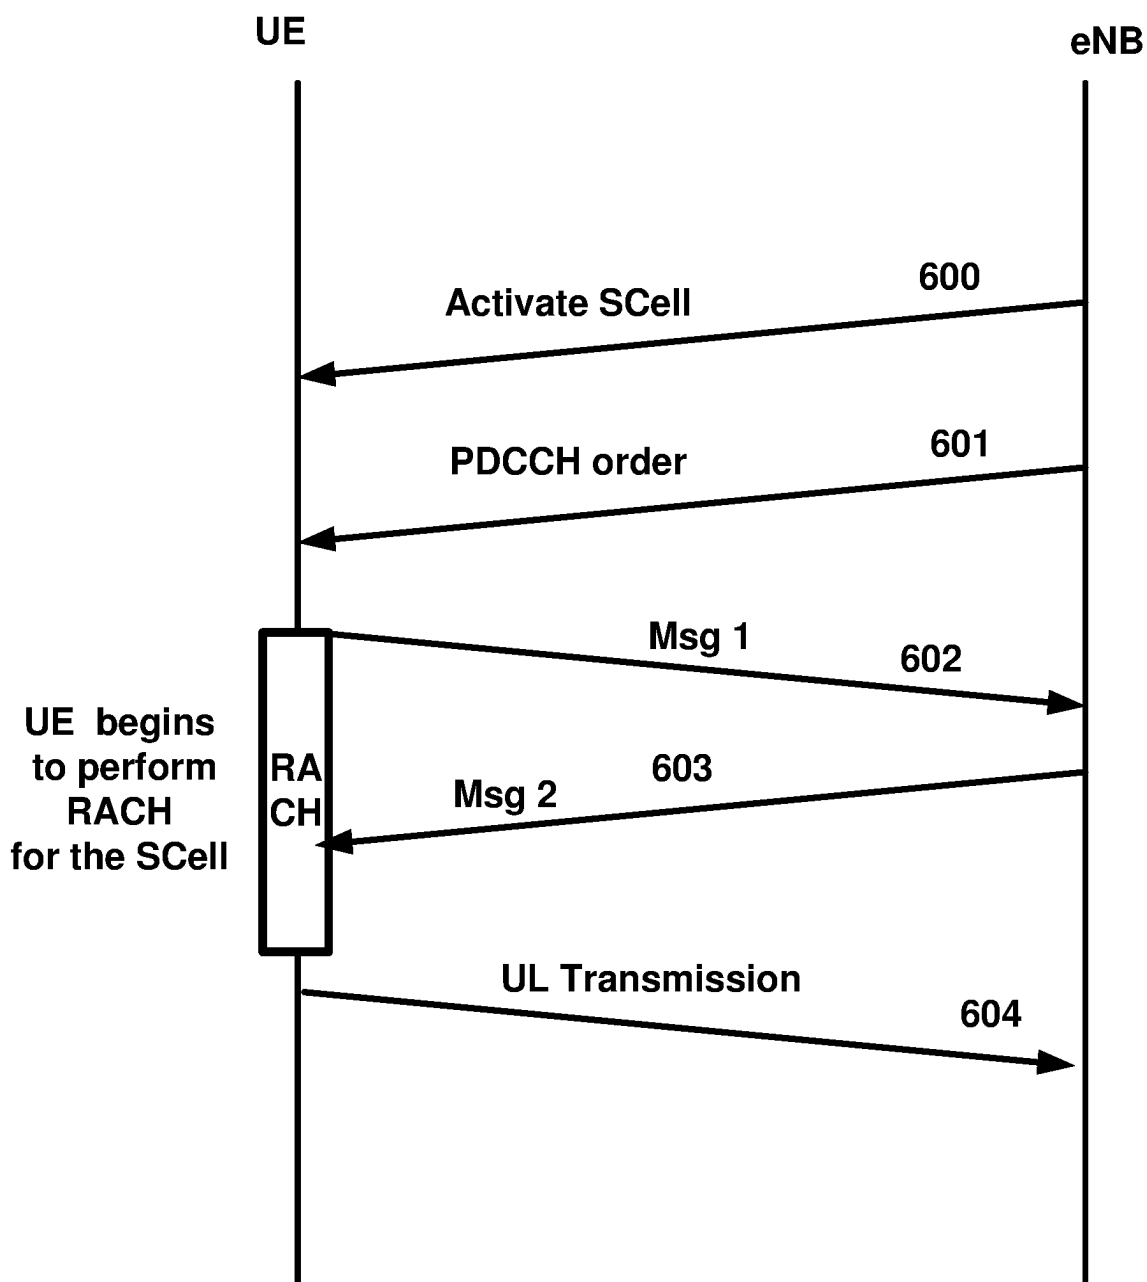 UE
eNB
600
Activate SCell
601
PDCCH order
Msg 1
602
UE begins
to perform
RACH
for the SCell
RA
CH
603
Msg 2
UL Transmission
604